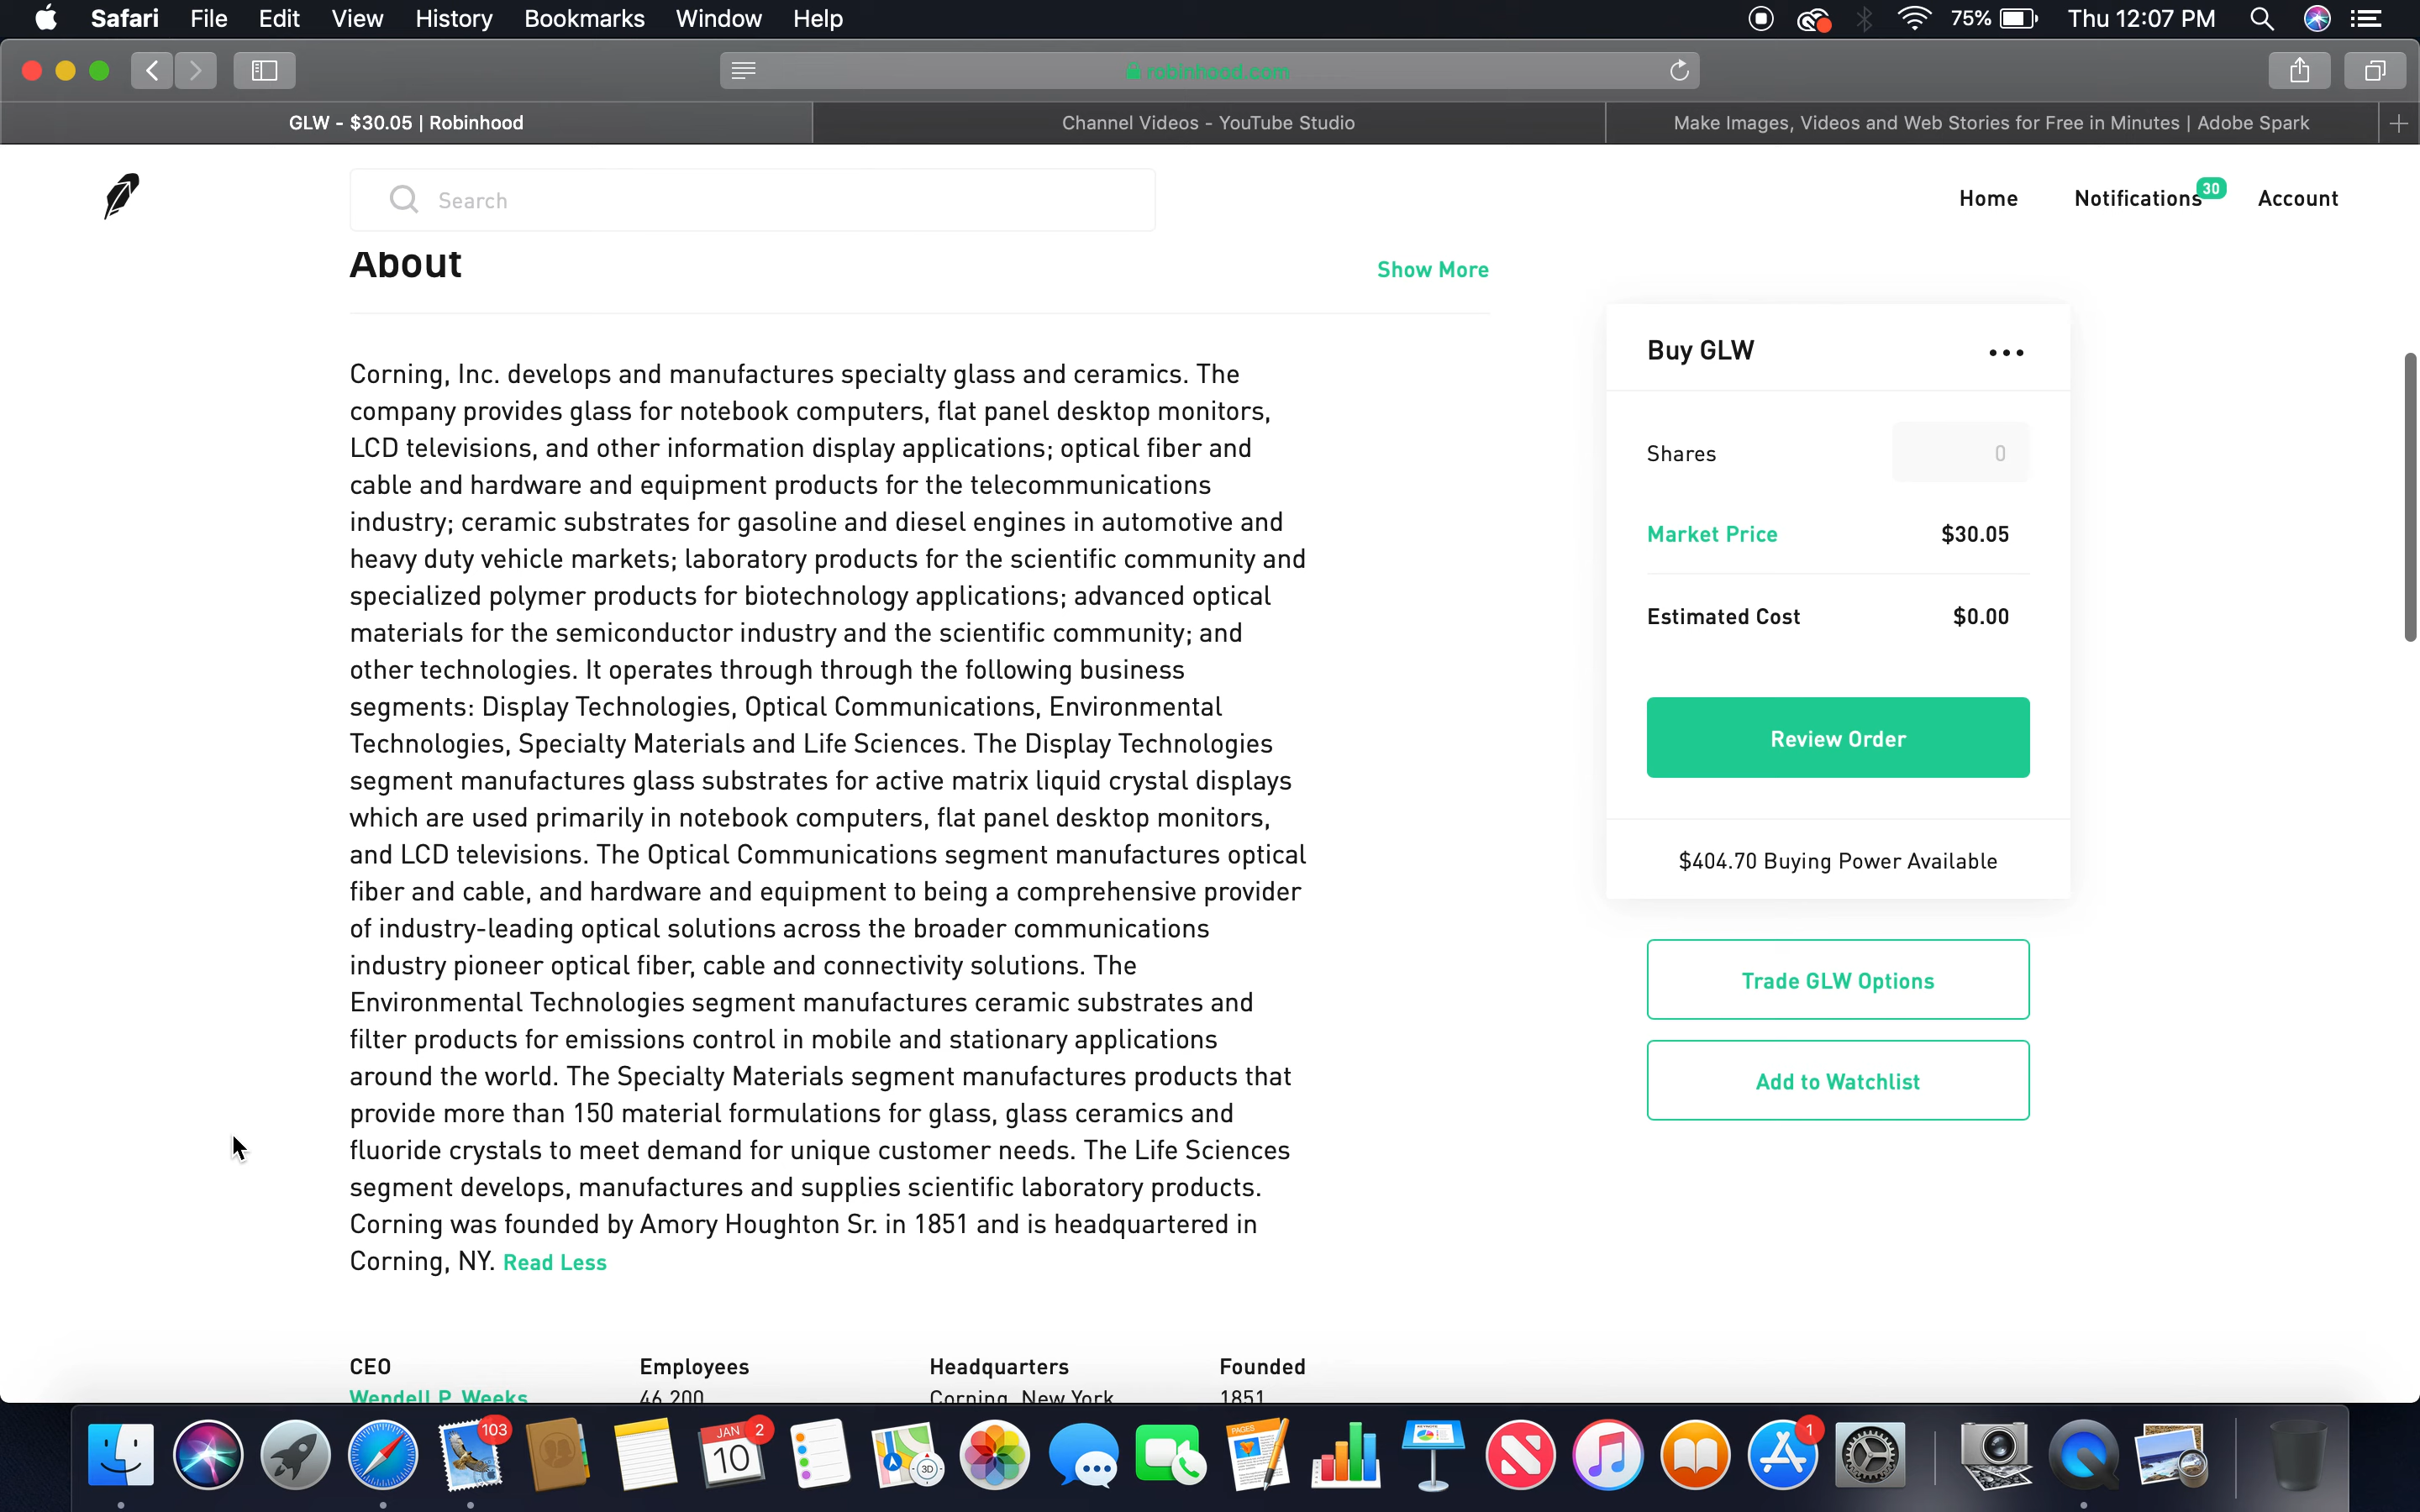 Safari File Edit View History Bookmarks Window Help 75% Thu 12:07 PM
robinhood.com
GLW - $30.05 | Robinhood Channel Videos - YouTube Studio Make Images, Videos and Web Stories for Free in Minutes | Adobe Spark
Search Home Notifications 30 Account
About Show More
Corning, Inc. develops and manufactures specialty glass and ceramics. The
company provides glass for notebook computers, flat panel desktop monitors,
LCD televisions, and other information display applications; optical fiber and
cable and hardware and equipment products for the telecommunications
industry; ceramic substrates for gasoline and diesel engines in automotive and
heavy duty vehicle markets; laboratory products for the scientific community and
specialized polymer products for biotechnology applications; advanced optical
materials for the semiconductor industry and the scientific community; and
other technologies. It operates through through the following business
segments: Display Technologies, Optical Communications, Environmental
Technologies, Specialty Materials and Life Sciences. The Display Technologies
segment manufactures glass substrates for active matrix liquid crystal displays
which are used primarily in notebook computers, flat panel desktop monitors,
and LCD televisions. The Optical Communications segment manufactures optical
fiber and cable, and hardware and equipment to being a comprehensive provider
of industry-leading optical solutions across the broader communications
industry pioneer optical fiber, cable and connectivity solutions. The
Environmental Technologies segment manufactures ceramic substrates and
filter products for emissions control in mobile and stationary applications
around the world. The Specialty Materials segment manufactures products that
provide more than 150 material formulations for glass, glass ceramics and
fluoride crystals to meet demand for unique customer needs. The Life Sciences
segment develops, manufactures and supplies scientific laboratory products.
Corning was founded by Amory Houghton Sr. in 1851 and is headquartered in
Corning, NY. Read Less
CEO Employees Headquarters Founded
Wendell P. Weeks 46,200 Corning, New York 1851
Buy GLW
Shares 0
Market Price $30.05
Estimated Cost $0.00
Review Order
$404.70 Buying Power Available
Trade GLW Options
Add to Watchlist
103
JAN 2
10
3D
PAGES
1